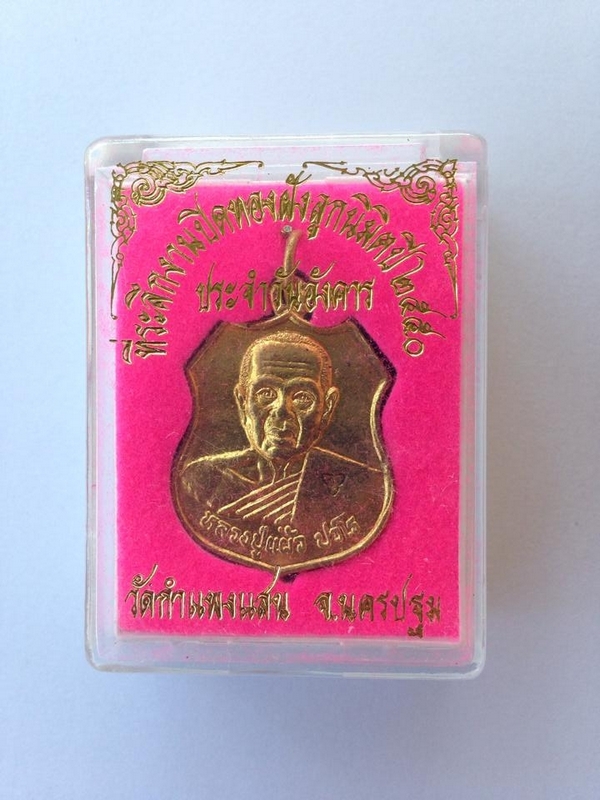 ที่ระลึกงานปิดทองฝังลูกนิมิตปี ๒๕๕๐
ประจำวันอังคาร
หลวงปู่แผ้ว ปวโร
วัดกำแพงแสน จ.นครปฐม